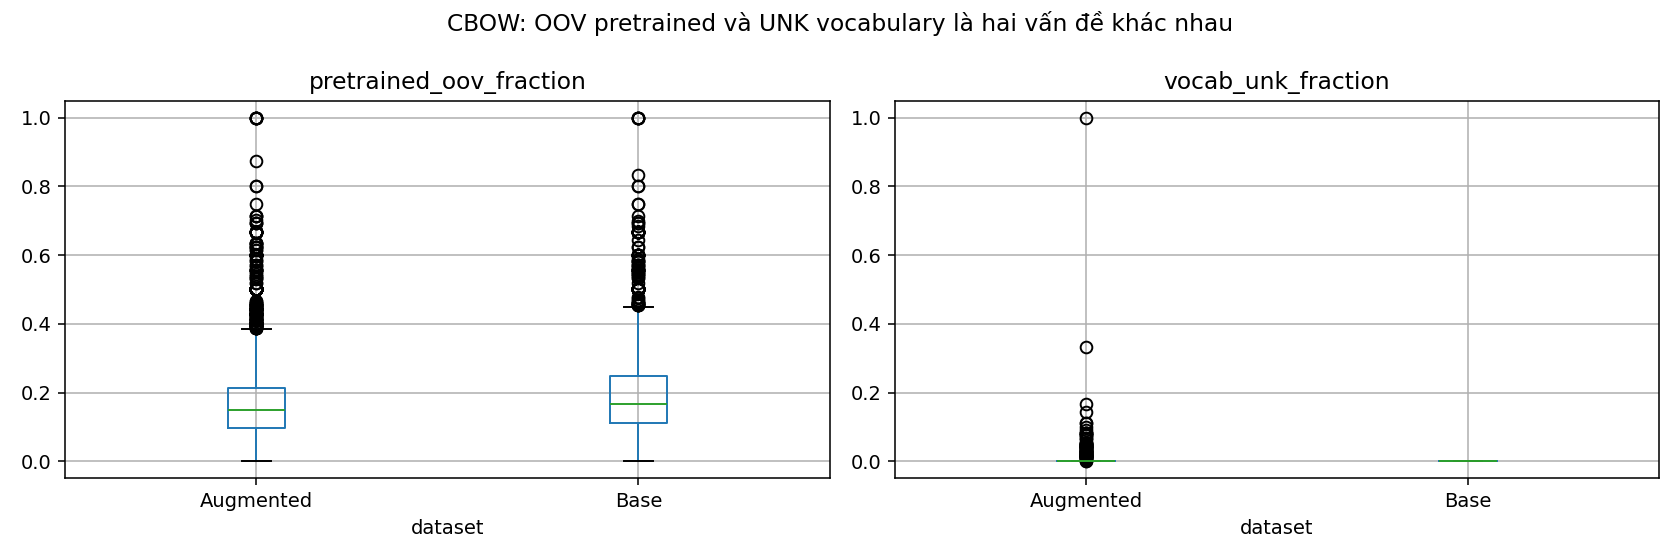 CBOW: OOV pretrained và UNK vocabulary là hai vấn đề khác nhau
pretrained_oov_fraction
1.0
0.8
0.6
0.4
0.2
0.0
Augmented Base
dataset
vocab_unk_fraction
1.0
0.8
0.6
0.4
0.2
0.0
Augmented Base
dataset